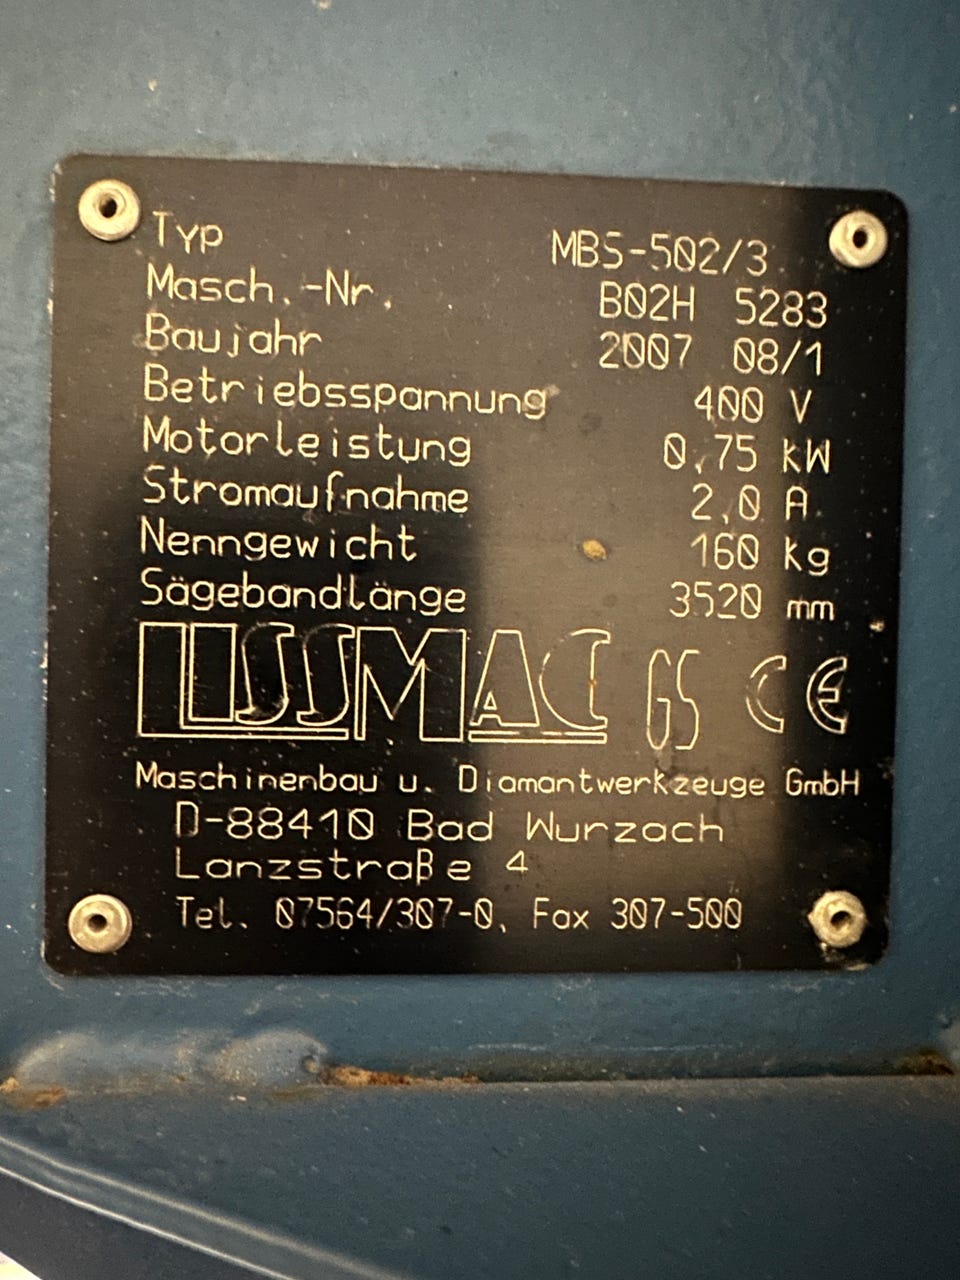 Typ MBS-502/3
Masch.-Nr. B02H 5283
Baujahr 2007 08/1
Betriebsspannung 400 V
Motorleistung 0,75 kW
Stromaufnahme 2,0 A
Nenngewicht 160 kg
Sägebandlänge 3520 mm
LISSMAC GS CE
Maschinenbau u. Diamantwerkzeuge GmbH
D-88410 Bad Wurzach
Lanzstraße 4
Tel. 07564/307-0, Fax 307-500